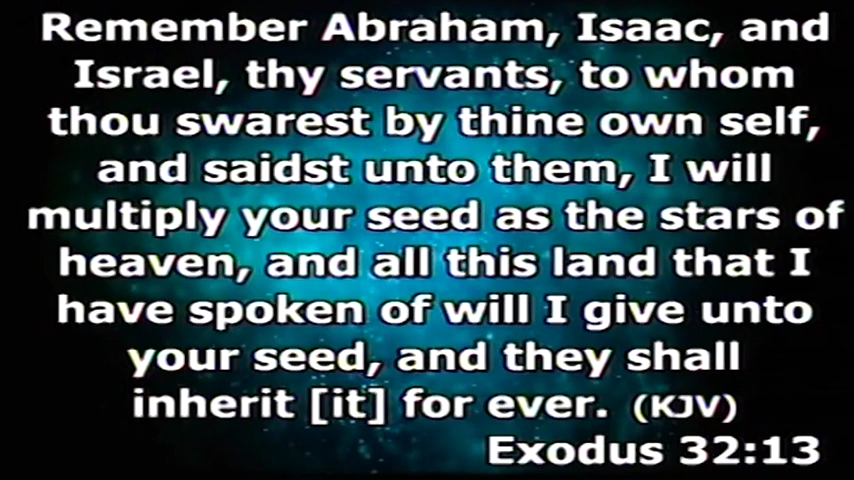 Remember Abraham, Isaac, and
Israel, thy servants, to whom
thou swarest by thine own self,
and saidst unto them, I will
multiply your seed as the stars of
heaven, and all this land that I
have spoken of will I give unto
your seed, and they shall
inherit [it] for ever. (KJV)
Exodus 32:13